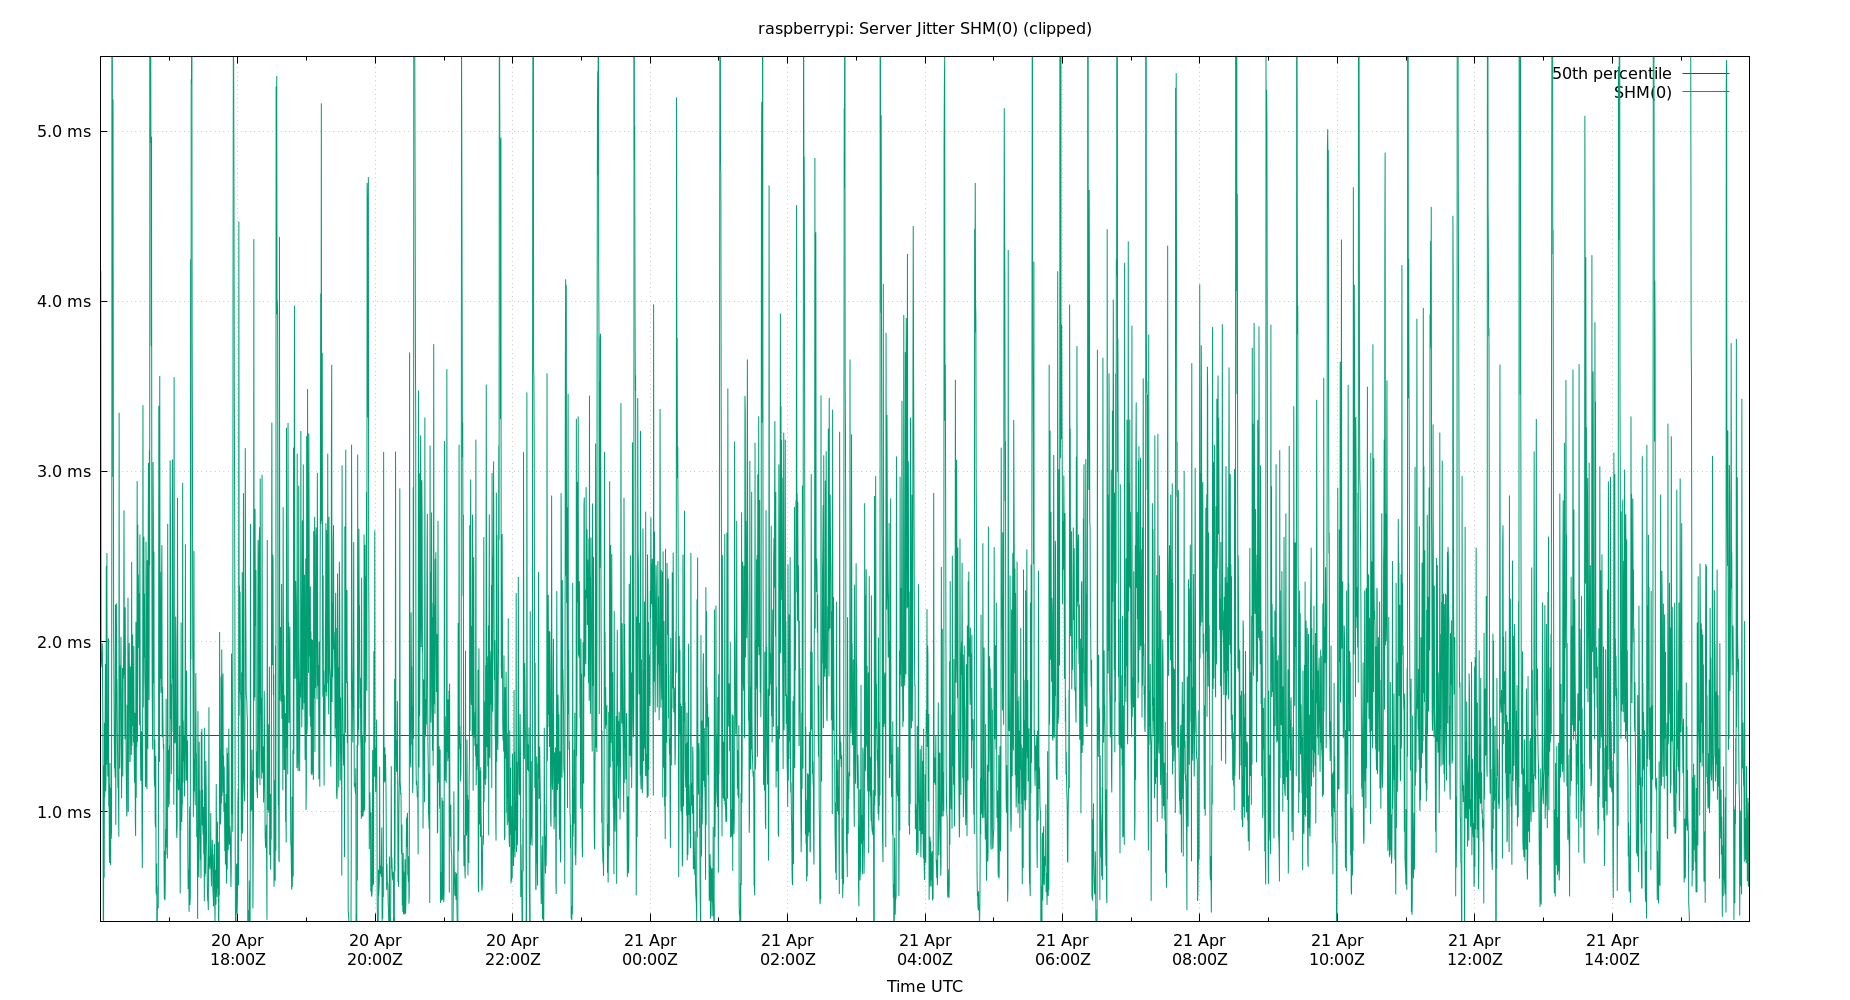 raspberrypi: Server Jitter SHM(0) (clipped)
50th percentile
SHM(0)
5.0 ms
4.0 ms
3.0 ms
2.0 ms
1.0 ms
20 Apr 20 Apr 20 Apr 21 Apr 21 Apr 21 Apr 21 Apr 21 Apr 21 Apr 21 Apr 21 Apr
18:00Z 20:00Z 22:00Z 00:00Z 02:00Z 04:00Z 06:00Z 08:00Z 10:00Z 12:00Z 14:00Z
Time UTC